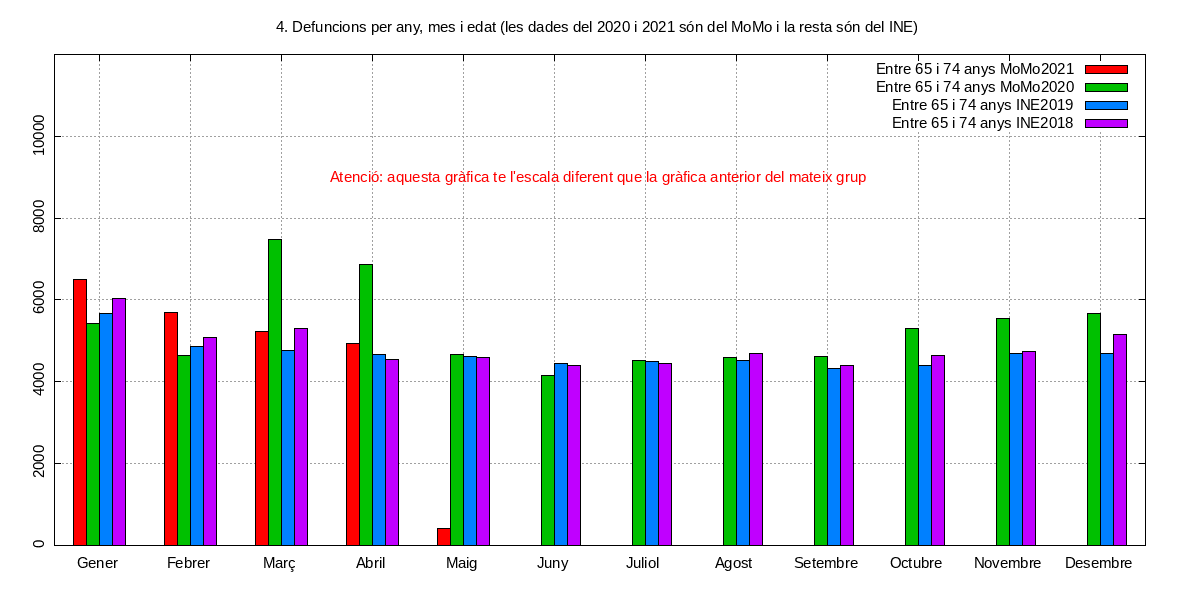 4. Defuncions per any, mes i edat (les dades del 2020 i 2021 són del MoMo i la resta són del INE)
Entre 65 i 74 anys MoMo2021
Entre 65 i 74 anys MoMo2020
Entre 65 i 74 anys INE2019
Entre 65 i 74 anys INE2018
Atenció: aquesta gràfica te l'escala diferent que la gràfica anterior del mateix grup
10000
8000
6000
4000
2000
0
Gener Febrer Març Abril Maig Juny Juliol Agost Setembre Octubre Novembre Desembre